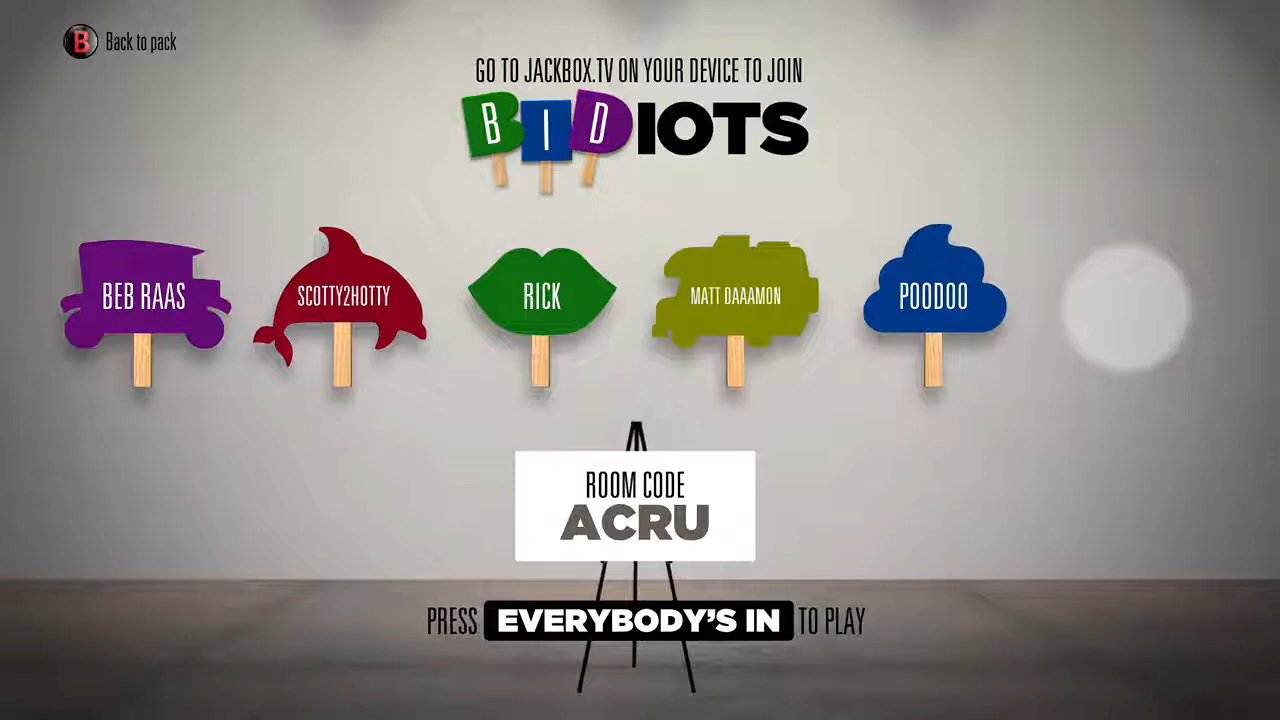 B Back to pack
GO TO JACKBOX.TV ON YOUR DEVICE TO JOIN
BIDIOTS
BEB RAAS
SCOTTY2HOTTY
RICK
MATT DAAAMON
POODOO
ROOM CODE
ACRU
PRESS EVERYBODY'S IN TO PLAY